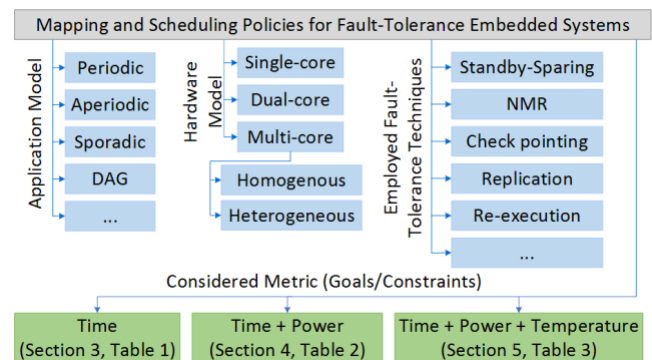 Mapping and Scheduling Policies for Fault-Tolerance Embedded Systems
Application Model
Periodic
Aperiodic
Sporadic
DAG
...
Hardware
Model
Single-core
Dual-core
Multi-core
Homogenous
Heterogeneous
Employed Fault-
Tolerance Techniques
Standby-Sparing
NMR
Check pointing
Replication
Re-execution
...
Considered Metric (Goals/Constraints)
Time
(Section 3, Table 1)
Time + Power
(Section 4, Table 2)
Time + Power + Temperature
(Section 5, Table 3)